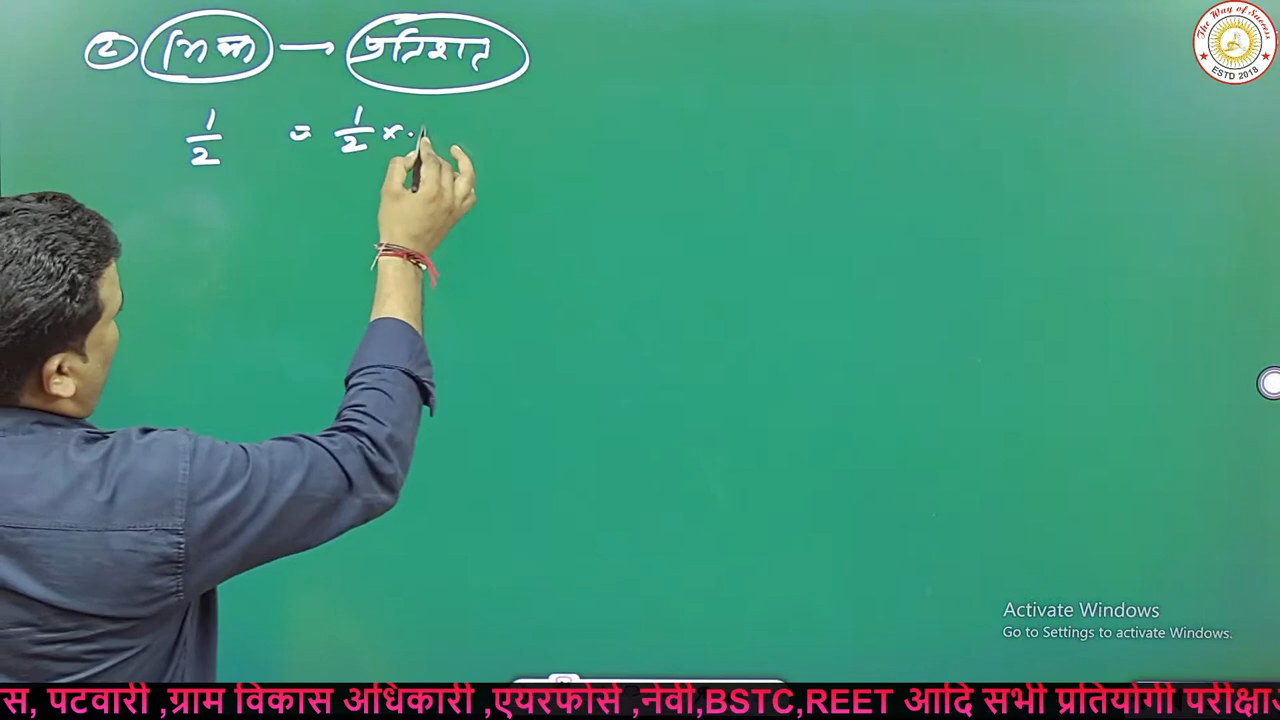 ② भिन्न → प्रतिशत
1/2 = 1/2 ×
The Way of Success
ESTD 2018
Activate Windows
Go to Settings to activate Windows.
स, पटवारी ,ग्राम विकास अधिकारी ,एयरफोर्स ,नेवी,BSTC,REET आदि सभी प्रतियोगी परीक्षाअ